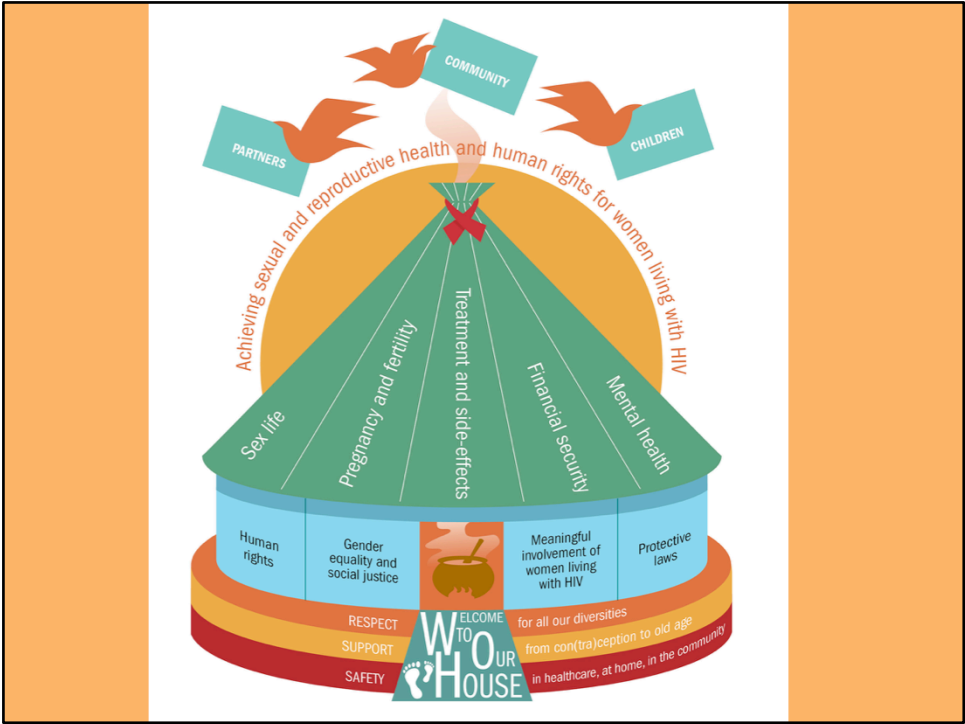 COMMUNITY
PARTNERS
CHILDREN
Achieving sexual and reproductive health and human rights for women living with HIV
Sex life
Pregnancy and fertility
Treatment and side-effects
Financial security
Mental health
Human
rights
Gender
equality and
social justice
Meaningful
involvement of
women living
with HIV
Protective
laws
RESPECT for all our diversities
SUPPORT from con(tra)ception to old age
SAFETY in healthcare, at home, in the community
WELCOME
TO
OUR
HOUSE